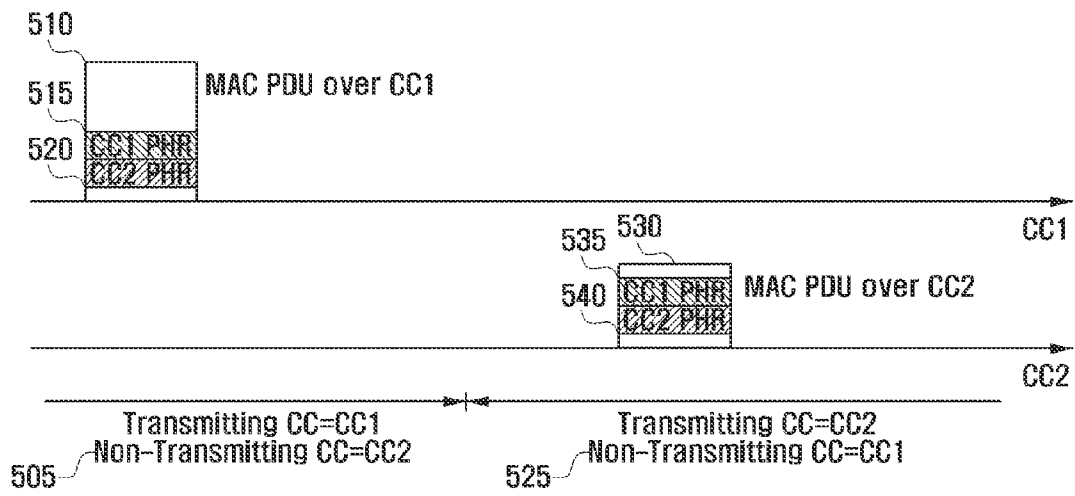 510
MAC PDU over CC1
515
CC1 PHR
520
CC2 PHR
CC1
535 530
CC1 PHR
MAC PDU over CC2
540
CC2 PHR
CC2
Transmitting CC=CC1
Non-Transmitting CC=CC2
505
Transmitting CC=CC2
Non-Transmitting CC=CC1
525